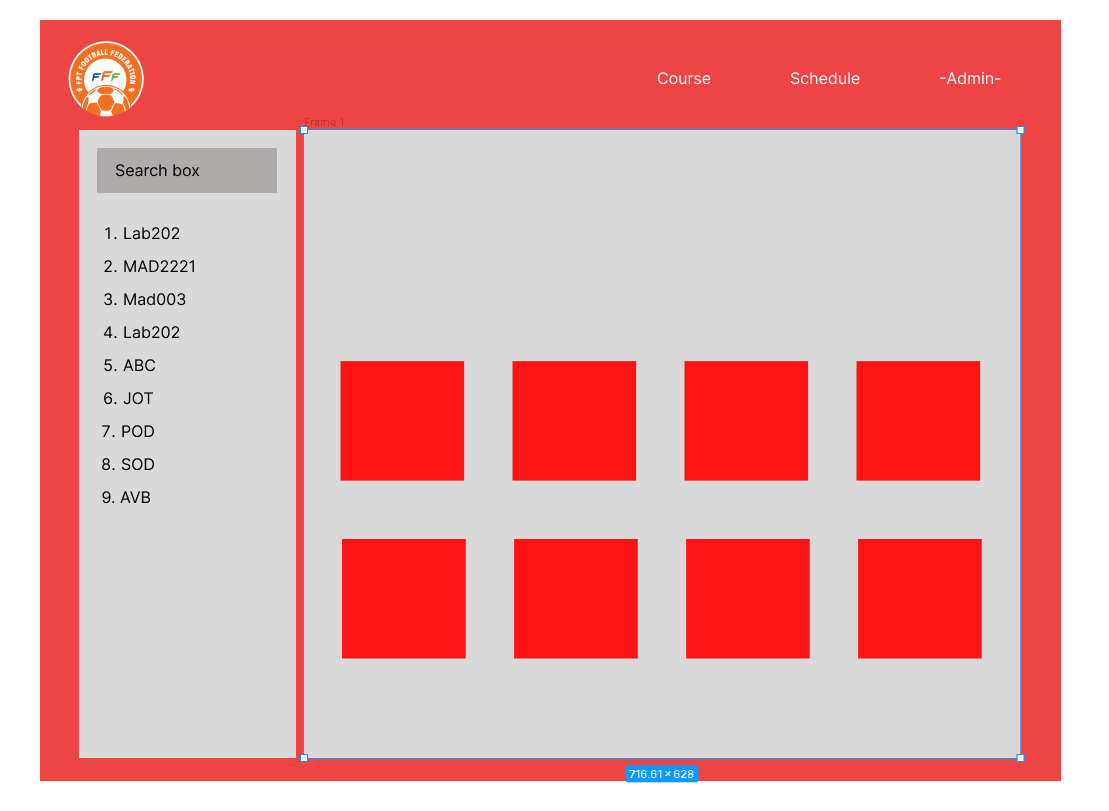 FPT FOOTBALL FEDERATION
FFF
Course
Schedule
-Admin-
Frame 1
Search box
1. Lab202
2. MAD2221
3. Mad003
4. Lab202
5. ABC
6. JOT
7. POD
8. SOD
9. AVB
716.61 × 628